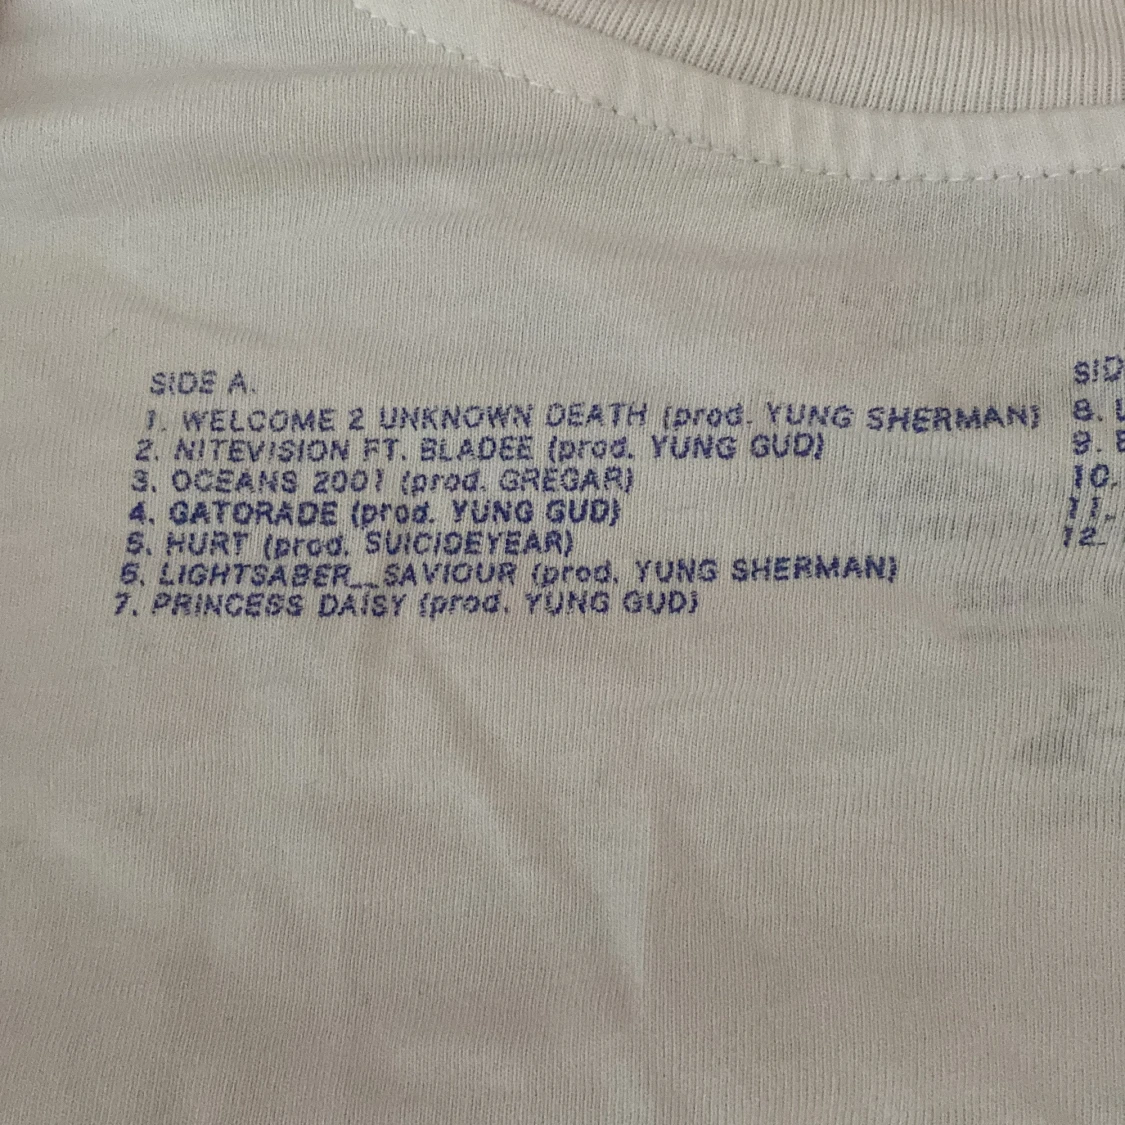 SIDE A.
1. WELCOME 2 UNKNOWN DEATH (prod. YUNG SHERMAN)
2. NITEVISION FT. BLADEE (prod. YUNG GUD)
3. OCEANS 2001 (prod. GREGAR)
4. GATORADE (prod. YUNG GUD)
5. HURT (prod. SUICIDEYEAR)
6. LIGHTSABER__SAVIOUR (prod. YUNG SHERMAN)
7. PRINCESS DAISY (prod. YUNG GUD)
SID
8.
9.
10.
11.
12.